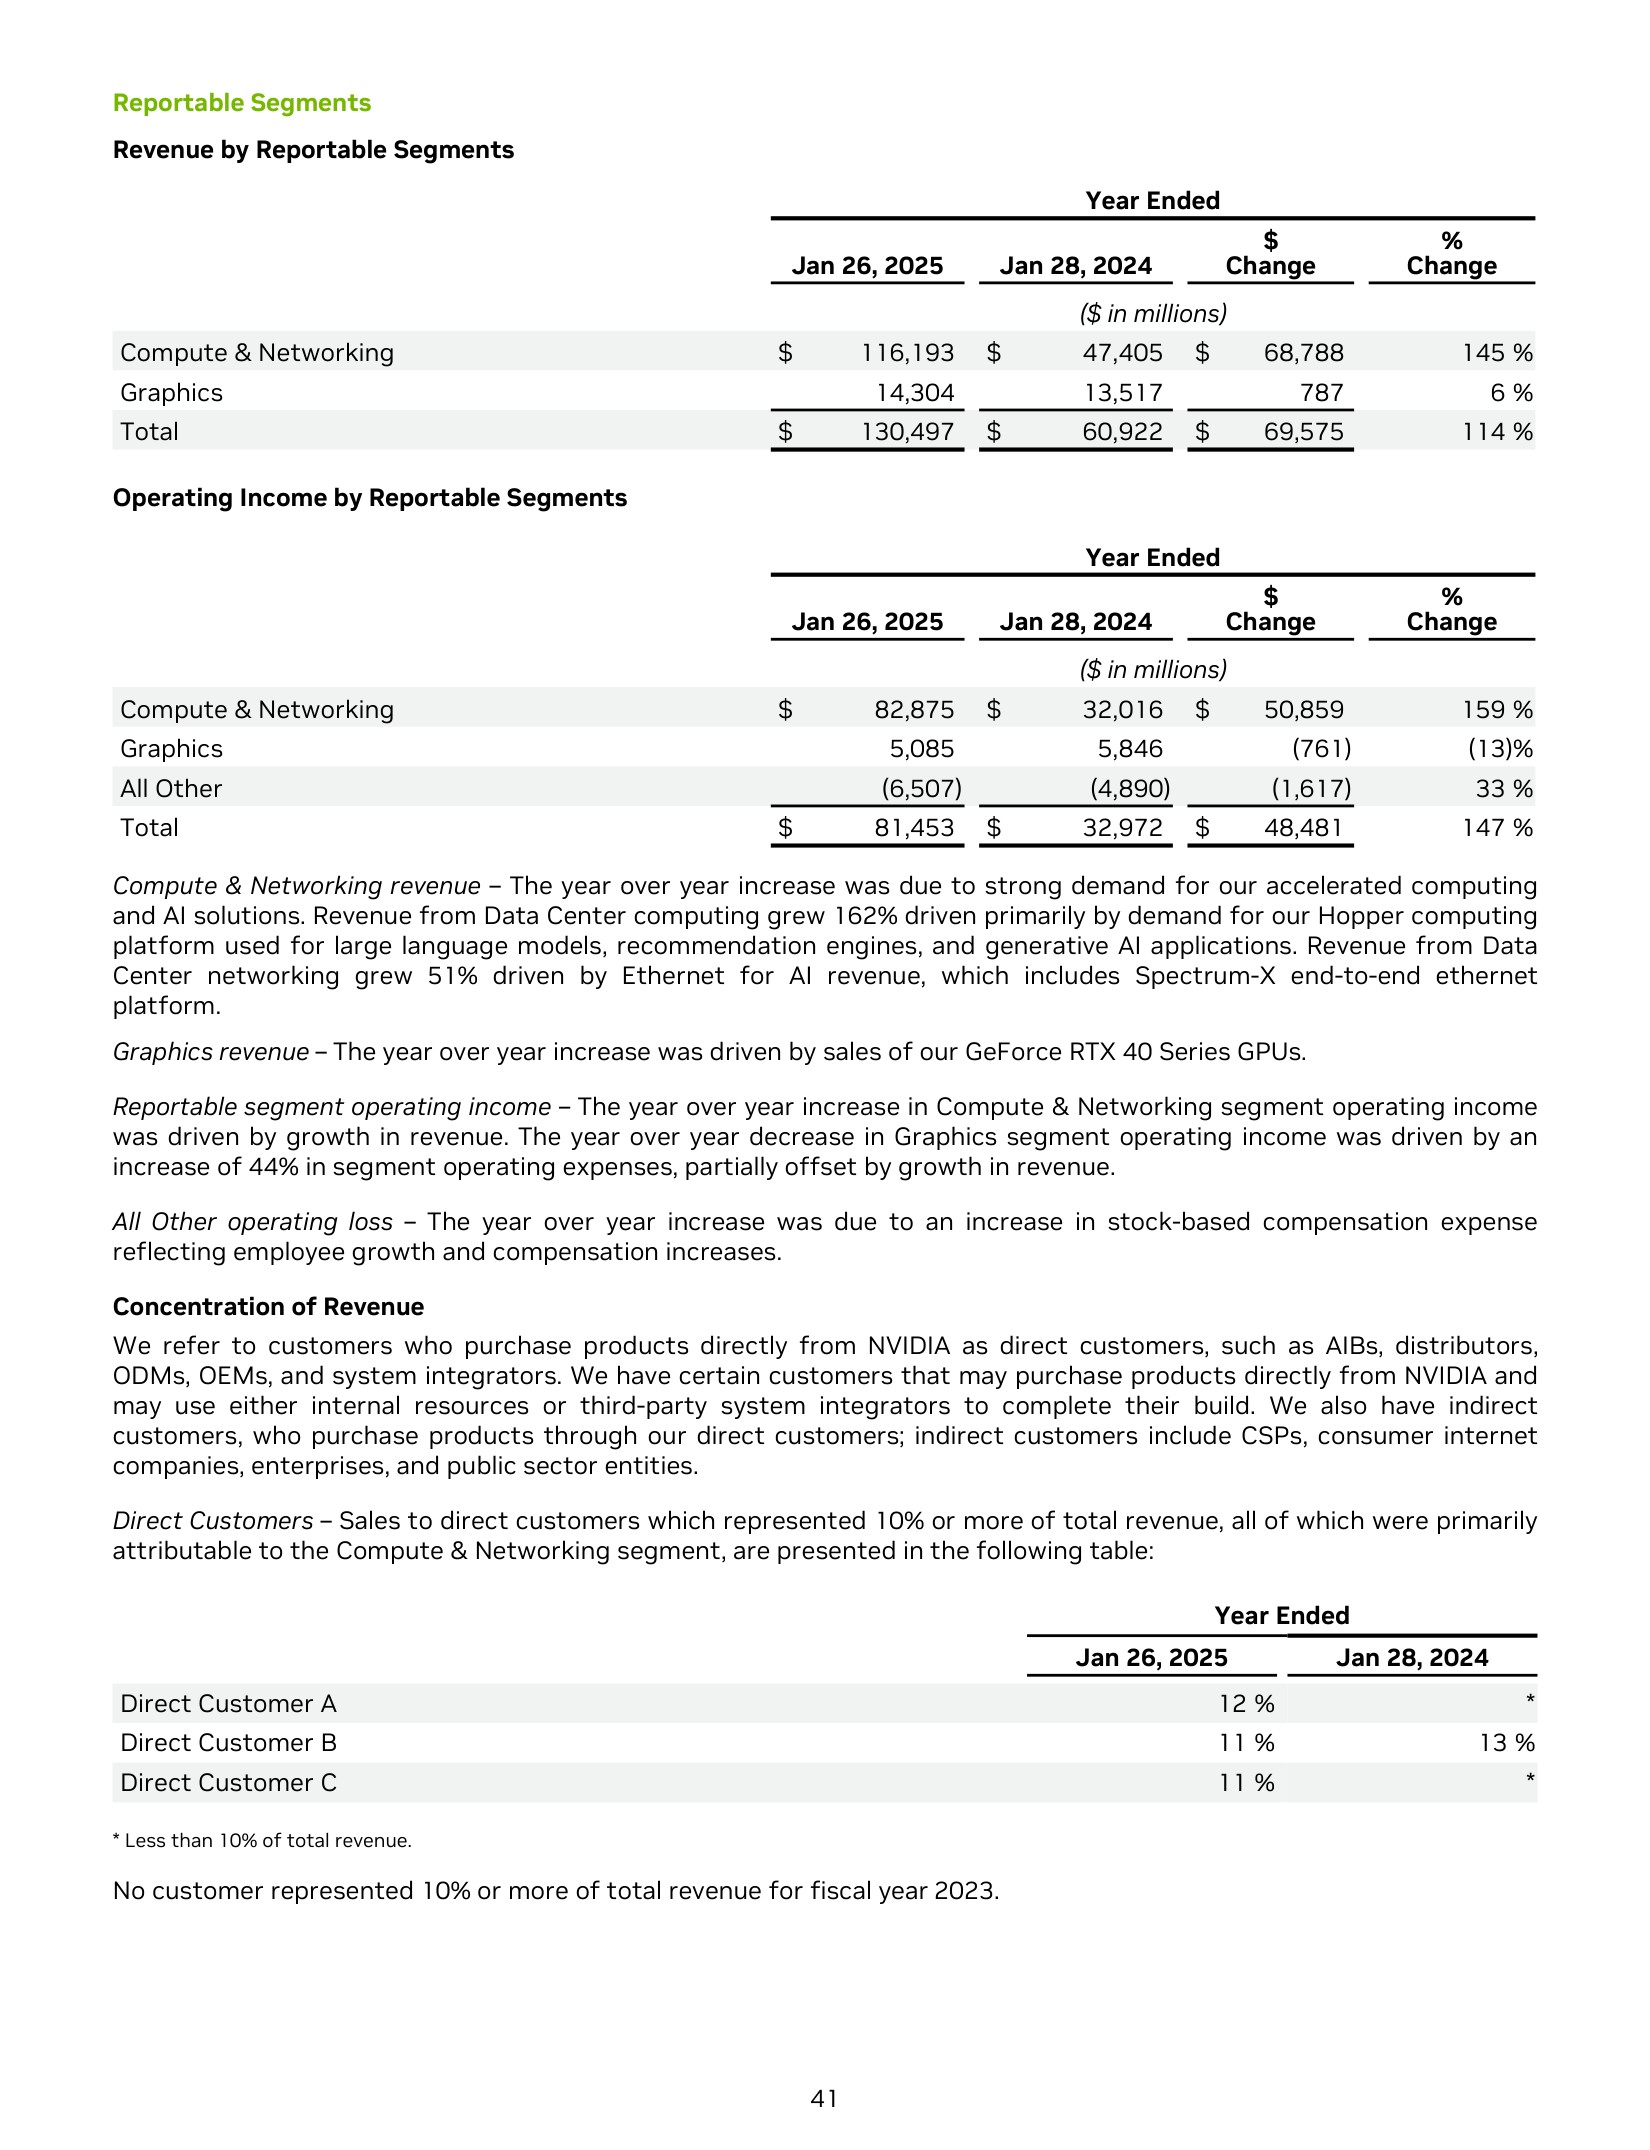 Reportable Segments
Revenue by Reportable Segments
Year Ended
Jan 26, 2025 Jan 28, 2024 $ Change % Change
($ in millions)
Compute & Networking $ 116,193 $ 47,405 $ 68,788 145 %
Graphics 14,304 13,517 787 6 %
Total $ 130,497 $ 60,922 $ 69,575 114 %
Operating Income by Reportable Segments
Year Ended
Jan 26, 2025 Jan 28, 2024 $ Change % Change
($ in millions)
Compute & Networking $ 82,875 $ 32,016 $ 50,859 159 %
Graphics 5,085 5,846 (761) (13)%
All Other (6,507) (4,890) (1,617) 33 %
Total $ 81,453 $ 32,972 $ 48,481 147 %
Compute & Networking revenue – The year over year increase was due to strong demand for our accelerated computing
and AI solutions. Revenue from Data Center computing grew 162% driven primarily by demand for our Hopper computing
platform used for large language models, recommendation engines, and generative AI applications. Revenue from Data
Center networking grew 51% driven by Ethernet for AI revenue, which includes Spectrum-X end-to-end ethernet
platform.
Graphics revenue – The year over year increase was driven by sales of our GeForce RTX 40 Series GPUs.
Reportable segment operating income – The year over year increase in Compute & Networking segment operating income
was driven by growth in revenue. The year over year decrease in Graphics segment operating income was driven by an
increase of 44% in segment operating expenses, partially offset by growth in revenue.
All Other operating loss – The year over year increase was due to an increase in stock-based compensation expense
reflecting employee growth and compensation increases.
Concentration of Revenue
We refer to customers who purchase products directly from NVIDIA as direct customers, such as AIBs, distributors,
ODMs, OEMs, and system integrators. We have certain customers that may purchase products directly from NVIDIA and
may use either internal resources or third-party system integrators to complete their build. We also have indirect
customers, who purchase products through our direct customers; indirect customers include CSPs, consumer internet
companies, enterprises, and public sector entities.
Direct Customers – Sales to direct customers which represented 10% or more of total revenue, all of which were primarily
attributable to the Compute & Networking segment, are presented in the following table:
Year Ended
Jan 26, 2025 Jan 28, 2024
Direct Customer A 12 % *
Direct Customer B 11 % 13 %
Direct Customer C 11 % *
* Less than 10% of total revenue.
No customer represented 10% or more of total revenue for fiscal year 2023.
41